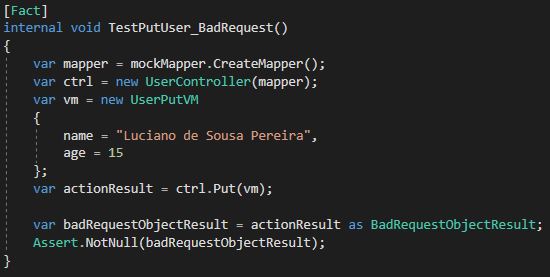 [Fact]
internal void TestPutUser_BadRequest()
{
    var mapper = mockMapper.CreateMapper();
    var ctrl = new UserController(mapper);
    var vm = new UserPutVM
    {
        name = "Luciano de Sousa Pereira",
        age = 15
    };
    var actionResult = ctrl.Put(vm);

    var badRequestObjectResult = actionResult as BadRequestObjectResult;
    Assert.NotNull(badRequestObjectResult);
}